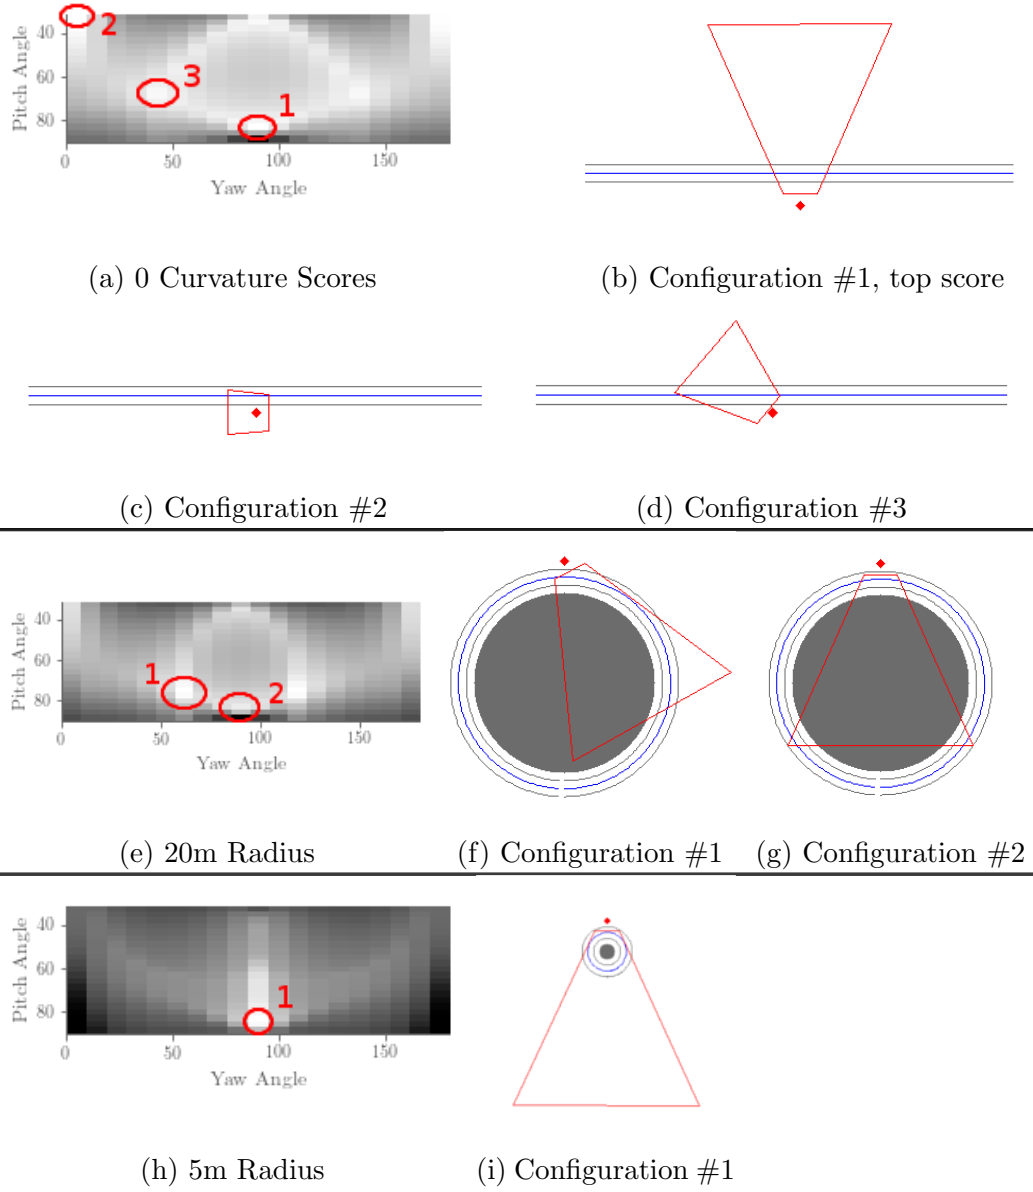 2
3
1
40
60
80
Pitch Angle
0
50
100
150
Yaw Angle
(a) 0 Curvature Scores
(b) Configuration #1, top score
(c) Configuration #2
(d) Configuration #3
40
60
80
Pitch Angle
1
2
0
50
100
150
Yaw Angle
(e) 20m Radius
(f) Configuration #1
(g) Configuration #2
40
60
80
Pitch Angle
1
0
50
100
150
Yaw Angle
(h) 5m Radius
(i) Configuration #1